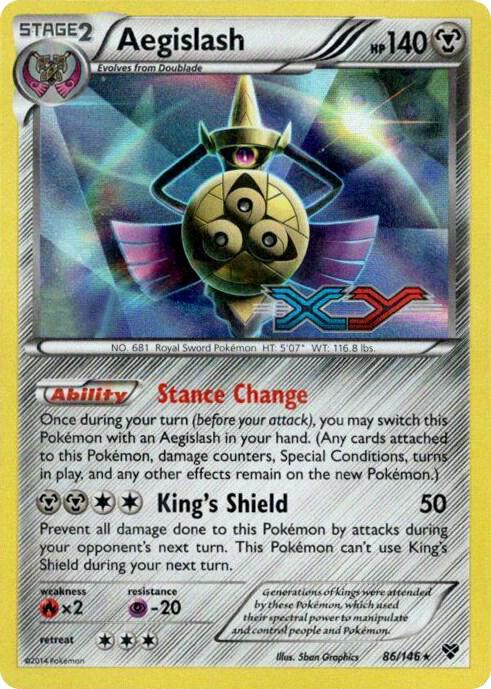 STAGE2
Aegislash
HP140
Evolves from Doublade
XY
NO. 681 Royal Sword Pokémon HT: 5'07" WT: 116.8 lbs.
Ability Stance Change
Once during your turn (before your attack), you may switch this
Pokémon with an Aegislash in your hand. (Any cards attached
to this Pokémon, damage counters, Special Conditions, turns
in play, and any other effects remain on the new Pokémon.)
King's Shield 50
Prevent all damage done to this Pokémon by attacks during
your opponent's next turn. This Pokémon can't use King's
Shield during your next turn.
weakness resistance
×2 -20
retreat
Generations of kings were attended
by these Pokémon, which used
their spectral power to manipulate
and control people and Pokémon.
©2014 Pokémon
Illus. 5ban Graphics 86/146 ★ XY